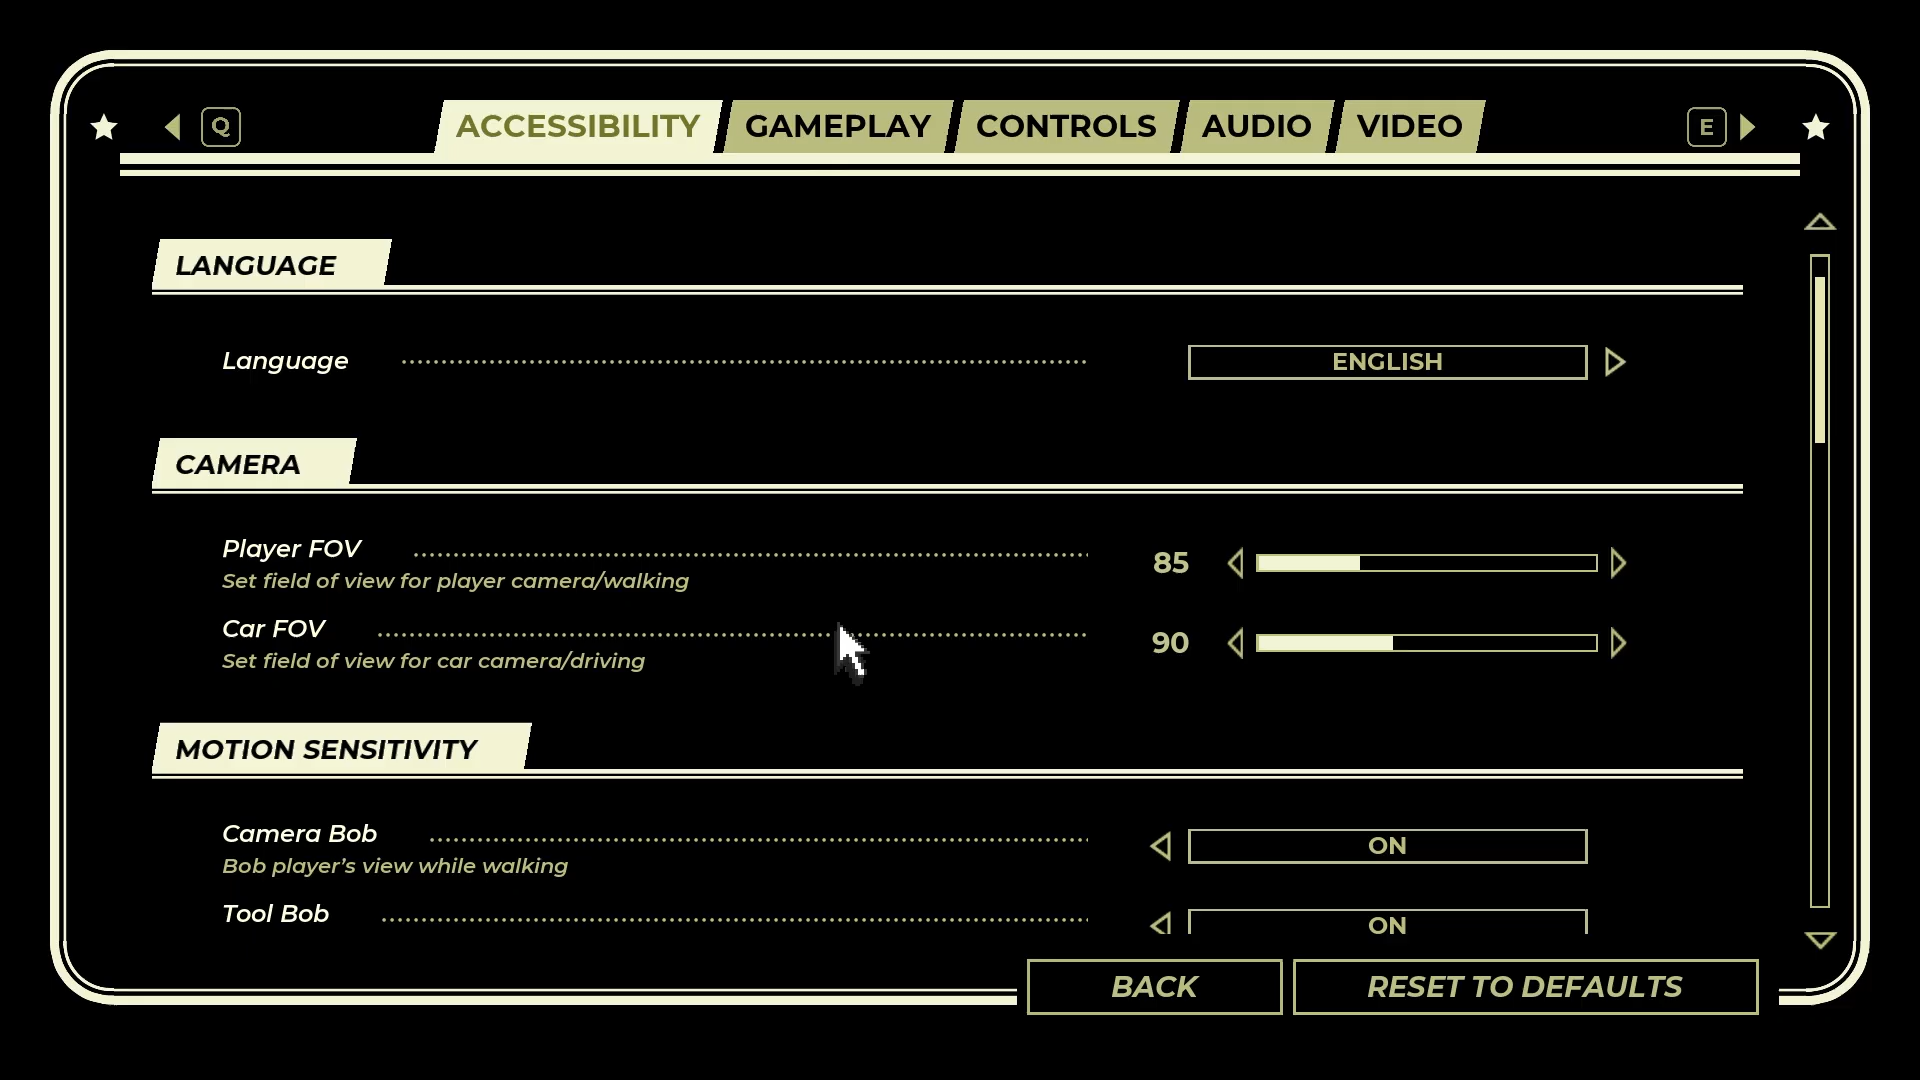 Q ACCESSIBILITY GAMEPLAY CONTROLS AUDIO VIDEO E
LANGUAGE
Language ENGLISH
CAMERA
Player FOV 85
Set field of view for player camera/walking
Car FOV 90
Set field of view for car camera/driving
MOTION SENSITIVITY
Camera Bob ON
Bob player’s view while walking
Tool Bob ON
BACK RESET TO DEFAULTS